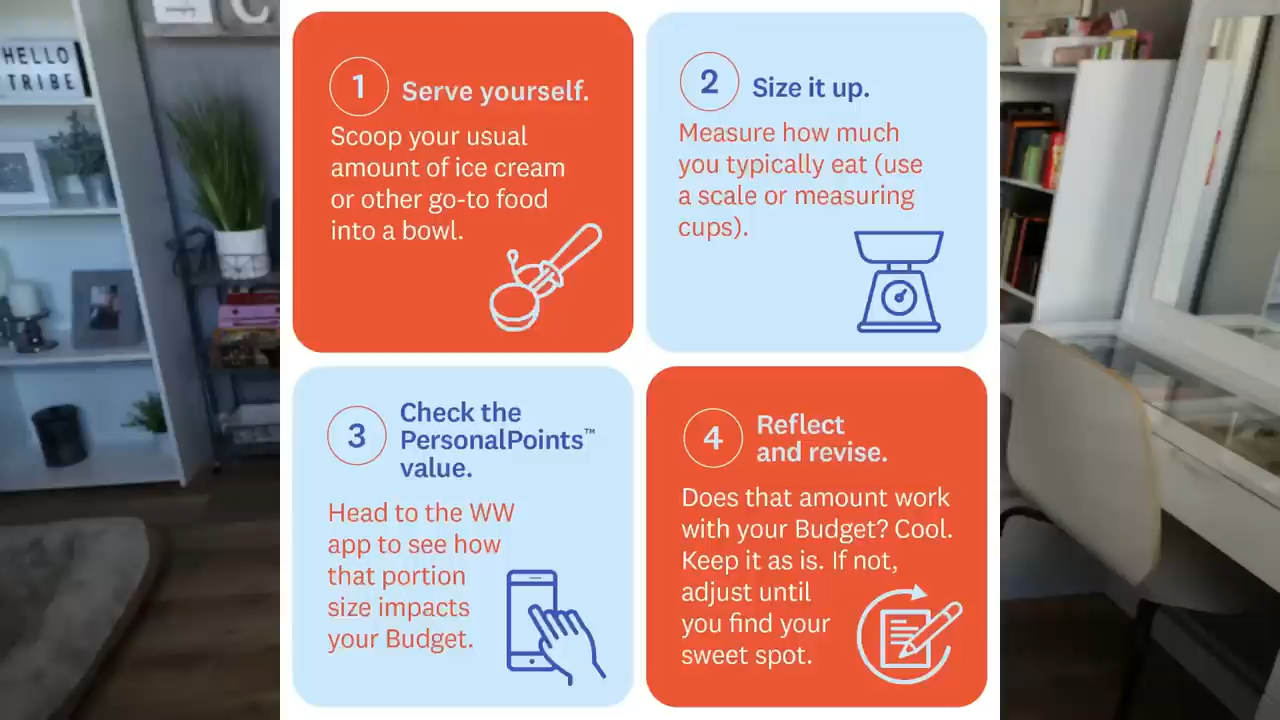 C
HELLO
TRIBE
1
Serve yourself.
Scoop your usual
amount of ice cream
or other go-to food
into a bowl.
2
Size it up.
Measure how much
you typically eat (use
a scale or measuring
cups).
3
Check the
PersonalPoints™
value.
Head to the WW
app to see how
that portion
size impacts
your Budget.
4
Reflect
and revise.
Does that amount work
with your Budget? Cool.
Keep it as is. If not,
adjust until
you find your
sweet spot.